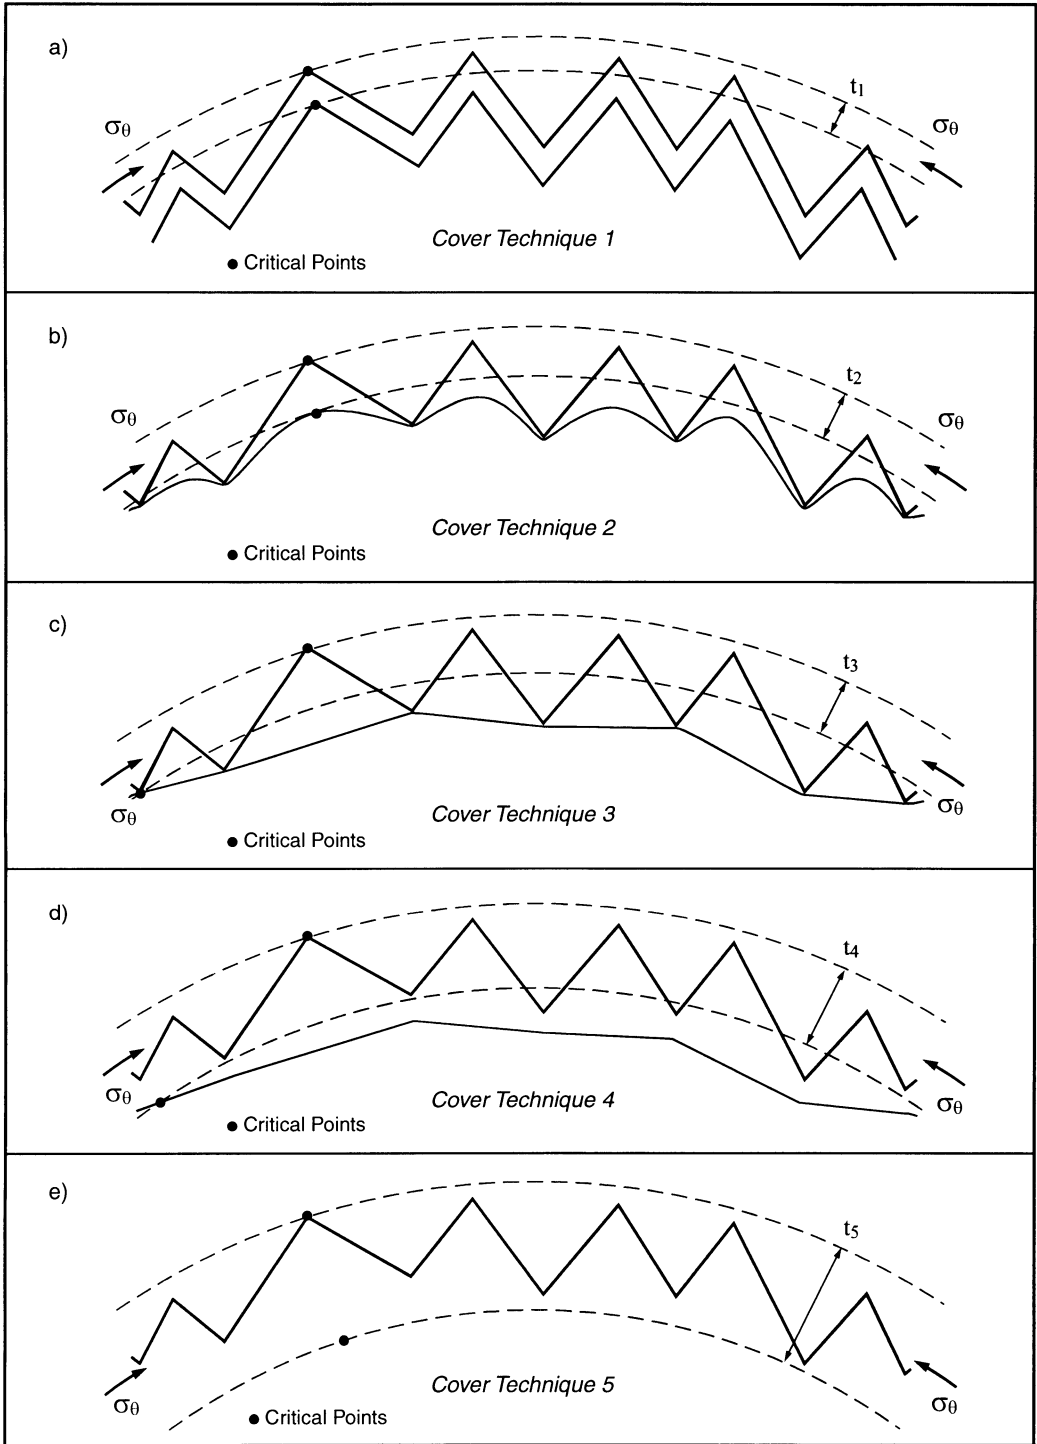 a)
t1
σθ
σθ
Cover Technique 1
● Critical Points
b)
t2
σθ
σθ
Cover Technique 2
● Critical Points
c)
t3
σθ
σθ
Cover Technique 3
● Critical Points
d)
t4
σθ
σθ
Cover Technique 4
● Critical Points
e)
t5
Cover Technique 5
σθ
σθ
● Critical Points